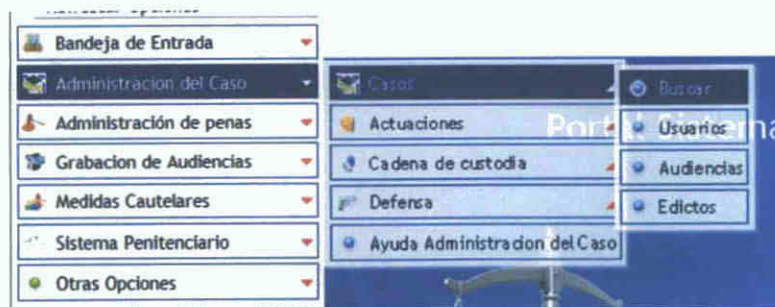 Bandeja de Entrada
Administracion del Caso
Administración de penas
Grabacion de Audiencias
Medidas Cautelares
Sistema Penitenciario
Otras Opciones
Casos
Actuaciones
Cadena de custodia
Defensa
Ayuda Administracion del Caso
Buscar
Usuarios
Audiencias
Edictos